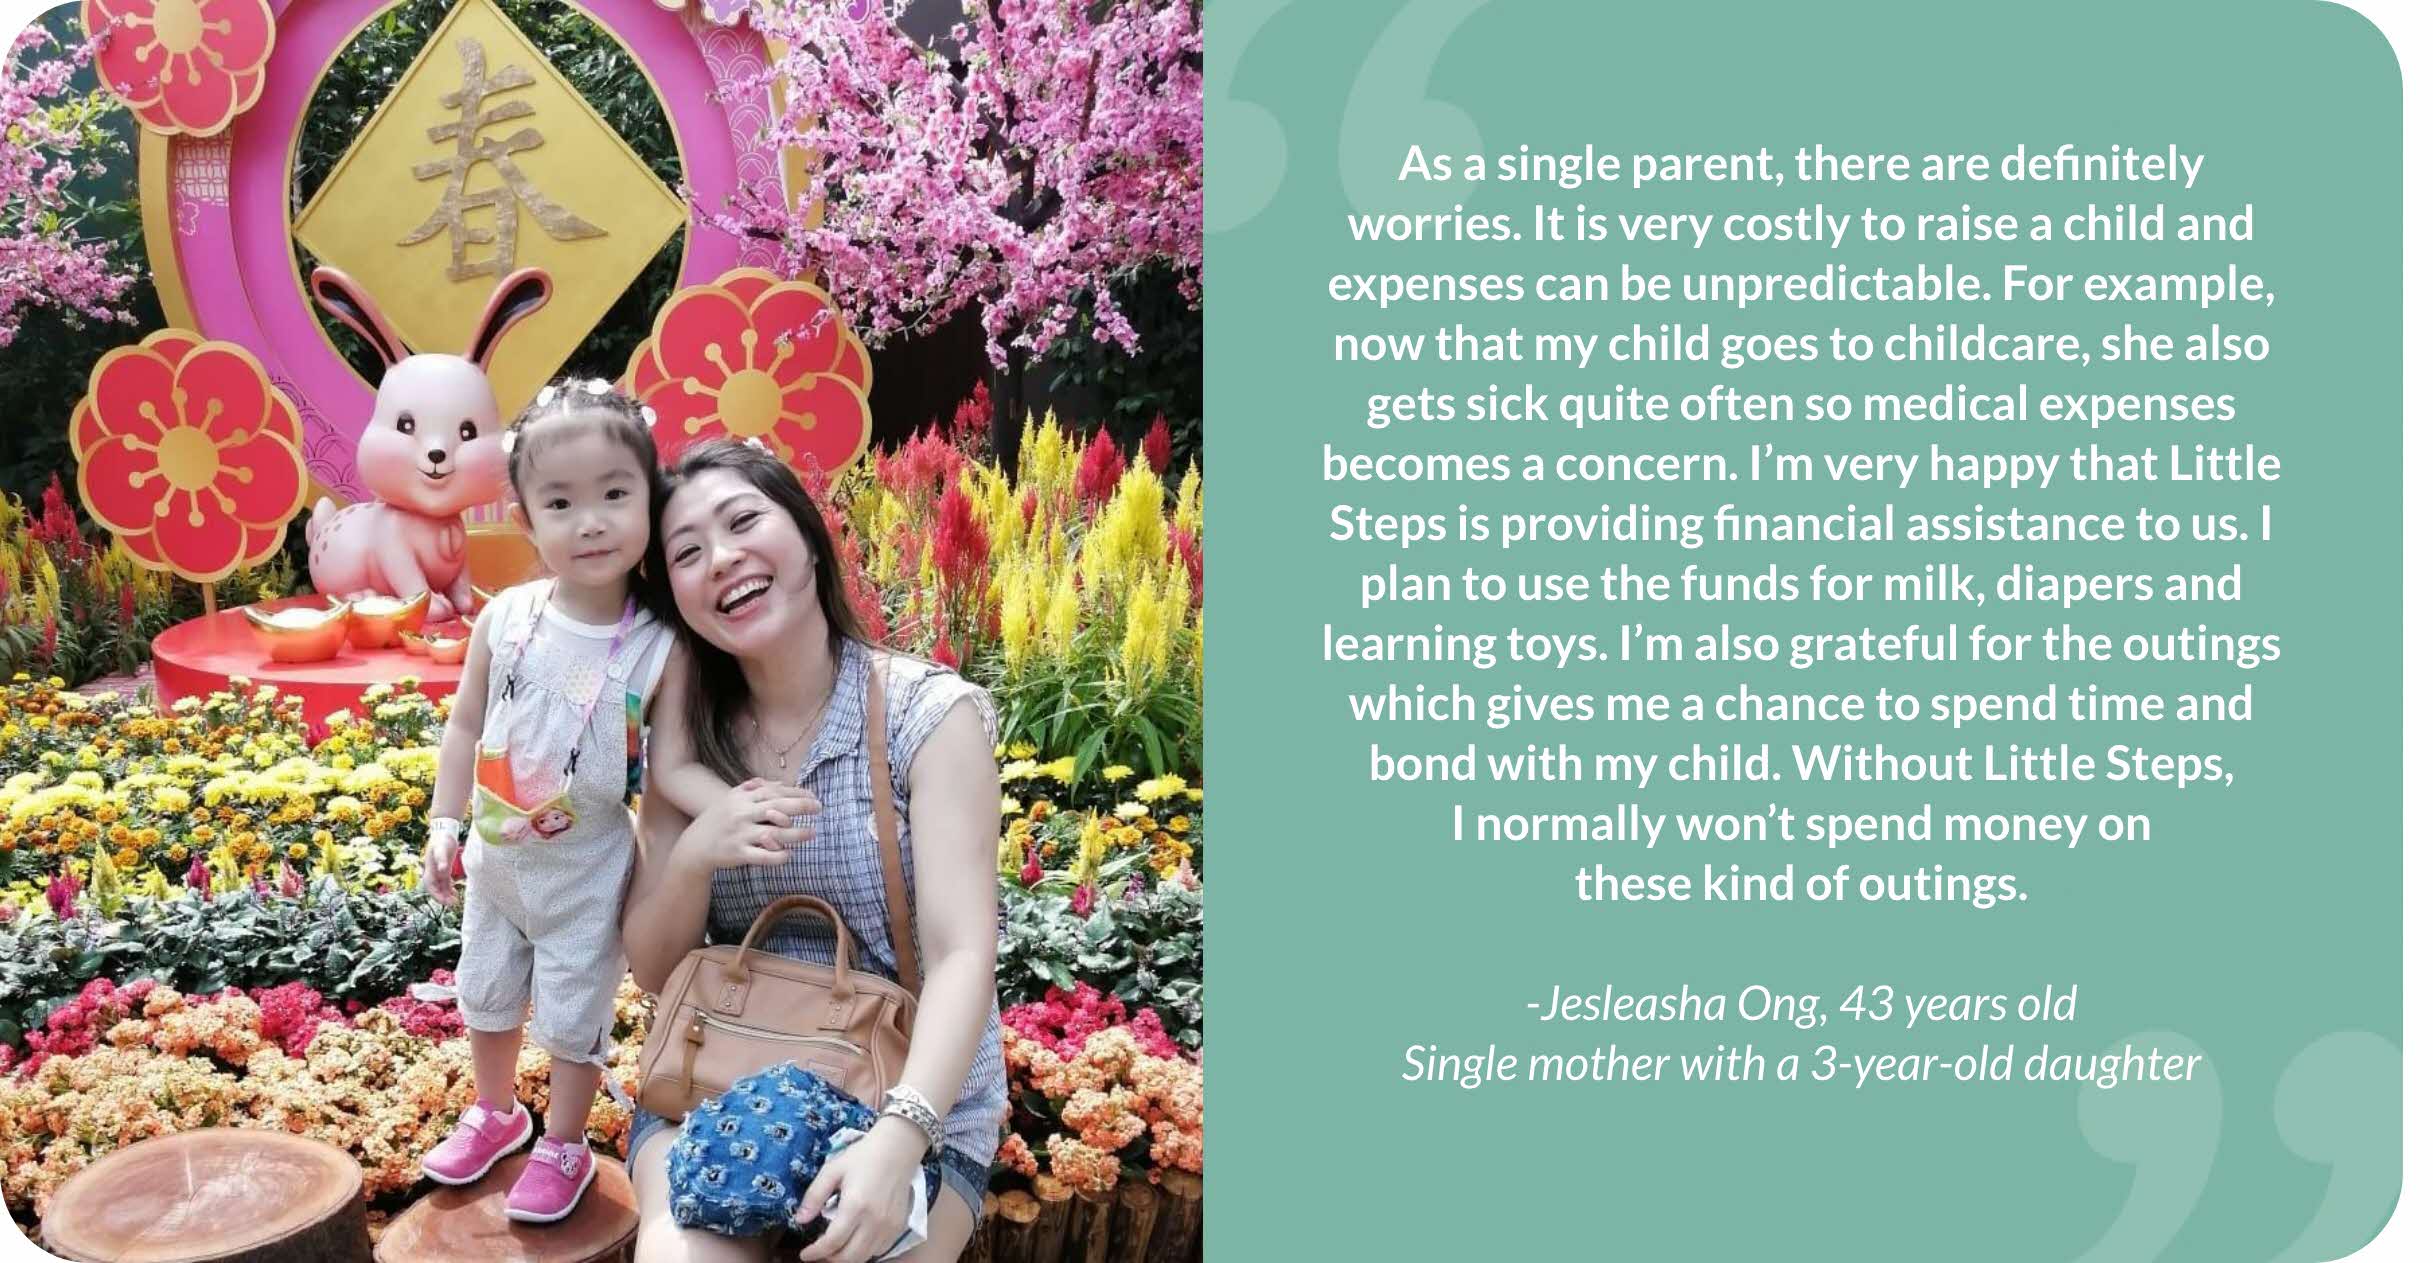 春
As a single parent, there are definitely
worries. It is very costly to raise a child and
expenses can be unpredictable. For example,
now that my child goes to childcare, she also
gets sick quite often so medical expenses
becomes a concern. I’m very happy that Little
Steps is providing financial assistance to us. I
plan to use the funds for milk, diapers and
learning toys. I’m also grateful for the outings
which gives me a chance to spend time and
bond with my child. Without Little Steps,
I normally won’t spend money on
these kind of outings.
-Jesleasha Ong, 43 years old
Single mother with a 3-year-old daughter